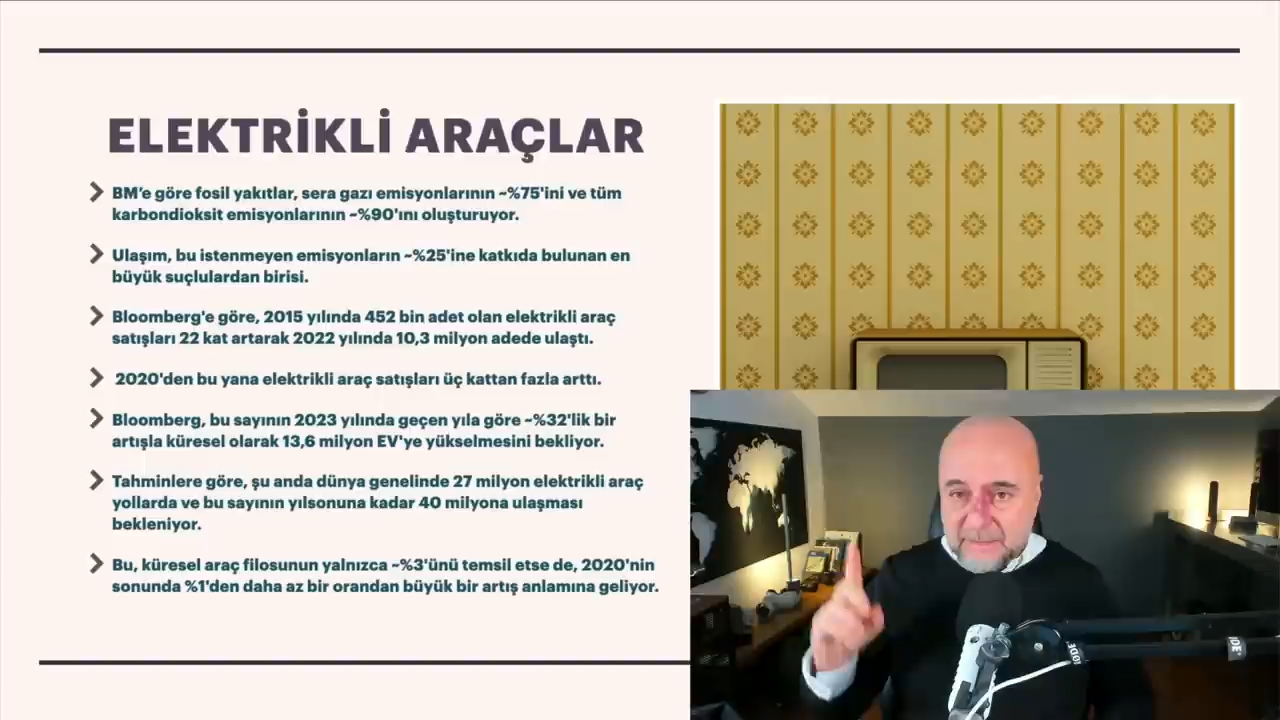 ELEKTRİKLİ ARAÇLAR
BM'e göre fosil yakıtlar, sera gazı emisyonlarının ~%75'ini ve tüm
karbondioksit emisyonlarının ~%90'ını oluşturuyor.
Ulaşım, bu istenmeyen emisyonların ~%25'ine katkıda bulunan en
büyük suçlulardan birisi.
Bloomberg'e göre, 2015 yılında 452 bin adet olan elektrikli araç
satışları 22 kat artarak 2022 yılında 10,3 milyon adede ulaştı.
2020'den bu yana elektrikli araç satışları üç kattan fazla arttı.
Bloomberg, bu sayının 2023 yılında geçen yıla göre ~%32'lik bir
artışla küresel olarak 13,6 milyon EV'ye yükselmesini bekliyor.
Tahminlere göre, şu anda dünya genelinde 27 milyon elektrikli araç
yollarda ve bu sayının yılsonuna kadar 40 milyona ulaşması
bekleniyor.
Bu, küresel araç filosunun yalnızca ~%3'ünü temsil etse de, 2020'nin
sonunda %1'den daha az bir orandan büyük bir artış anlamına geliyor.